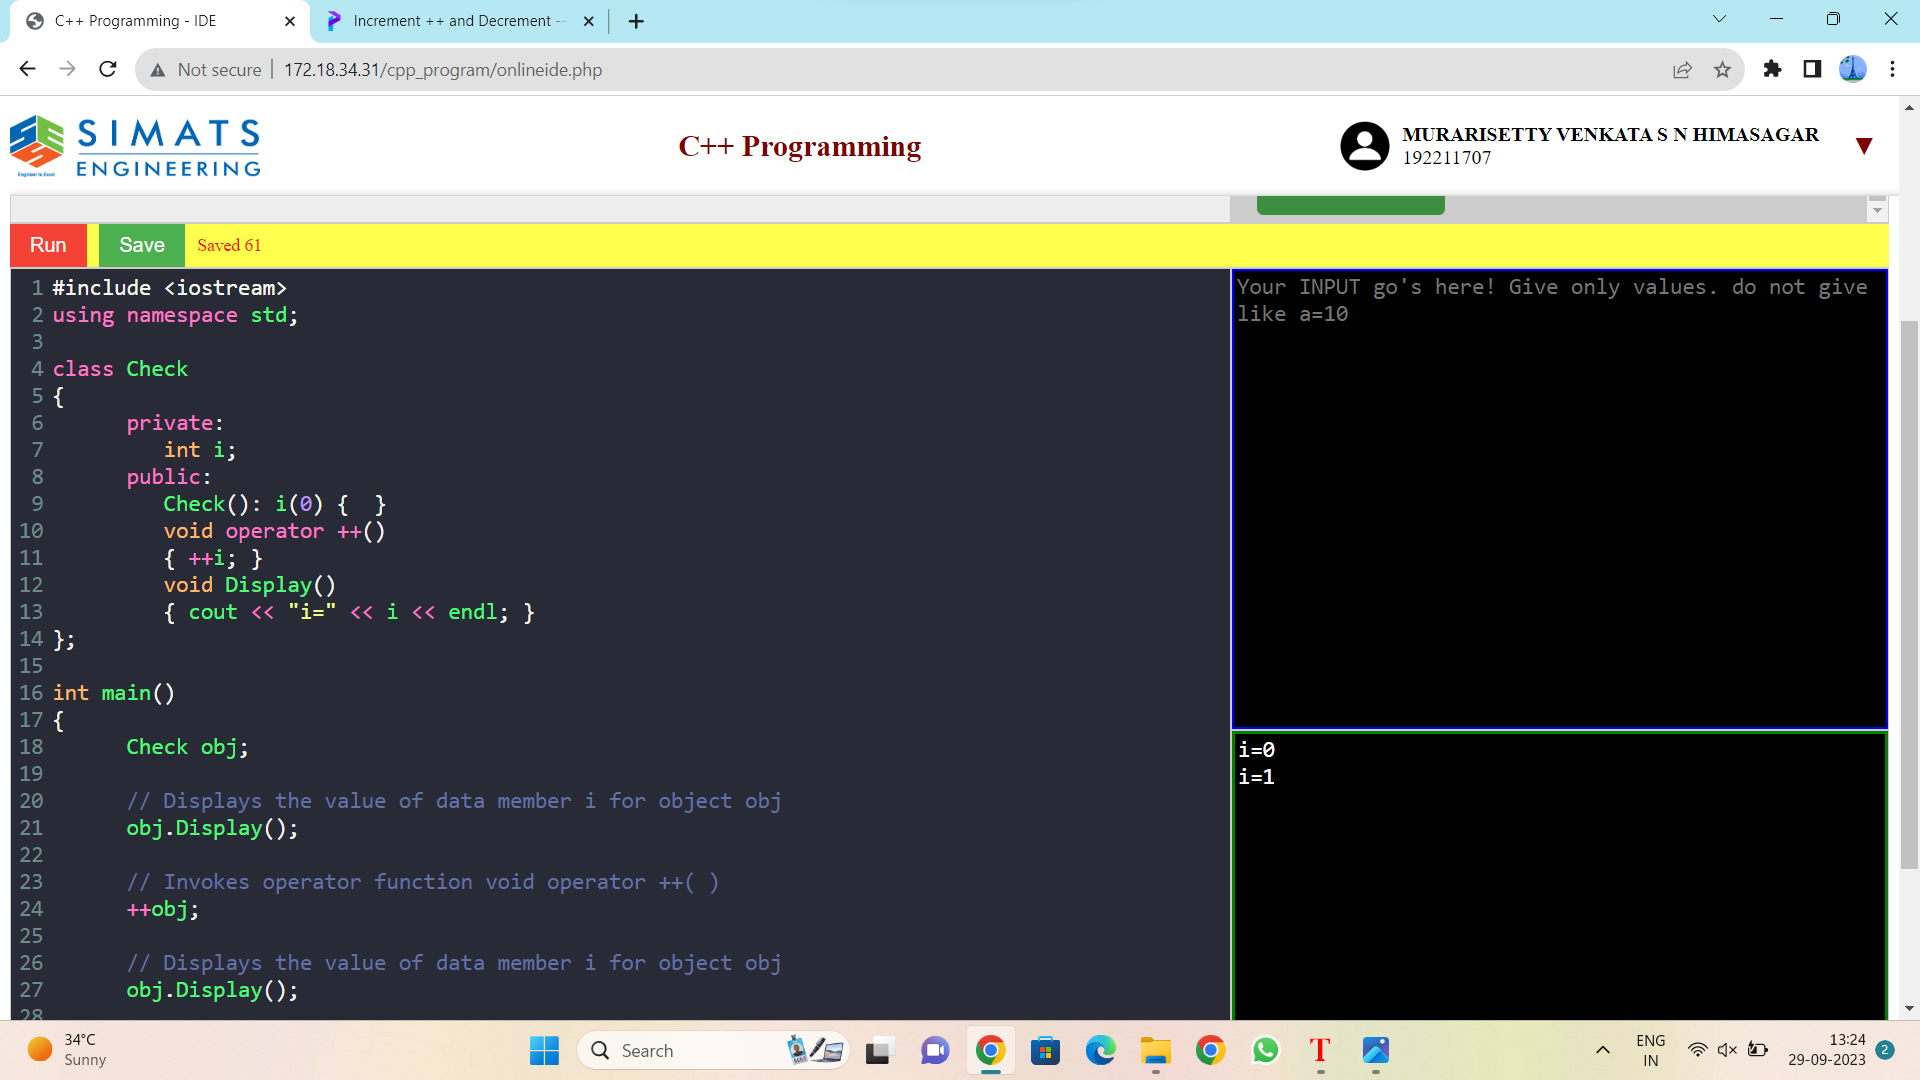 C++ Programming - IDE
Increment ++ and Decrement --
Not secure
172.18.34.31/cpp_program/onlineide.php
SIMATS
ENGINEERING
Engineer to Excel
C++ Programming
MURARISETTY VENKATA S N HIMASAGAR
192211707
Run
Save
Saved 61
1 #include <iostream>
2 using namespace std;
3
4 class Check
5 {
6 private:
7 int i;
8 public:
9 Check(): i(0) {  }
10 void operator ++()
11 { ++i; }
12 void Display()
13 { cout << "i=" << i << endl; }
14 };
15
16 int main()
17 {
18 Check obj;
19
20 // Displays the value of data member i for object obj
21 obj.Display();
22
23 // Invokes operator function void operator ++( )
24 ++obj;
25
26 // Displays the value of data member i for object obj
27 obj.Display();
28
Your INPUT go's here! Give only values. do not give
like a=10
i=0
i=1
34°C
Sunny
Search
ENG
IN
13:24
29-09-2023
2